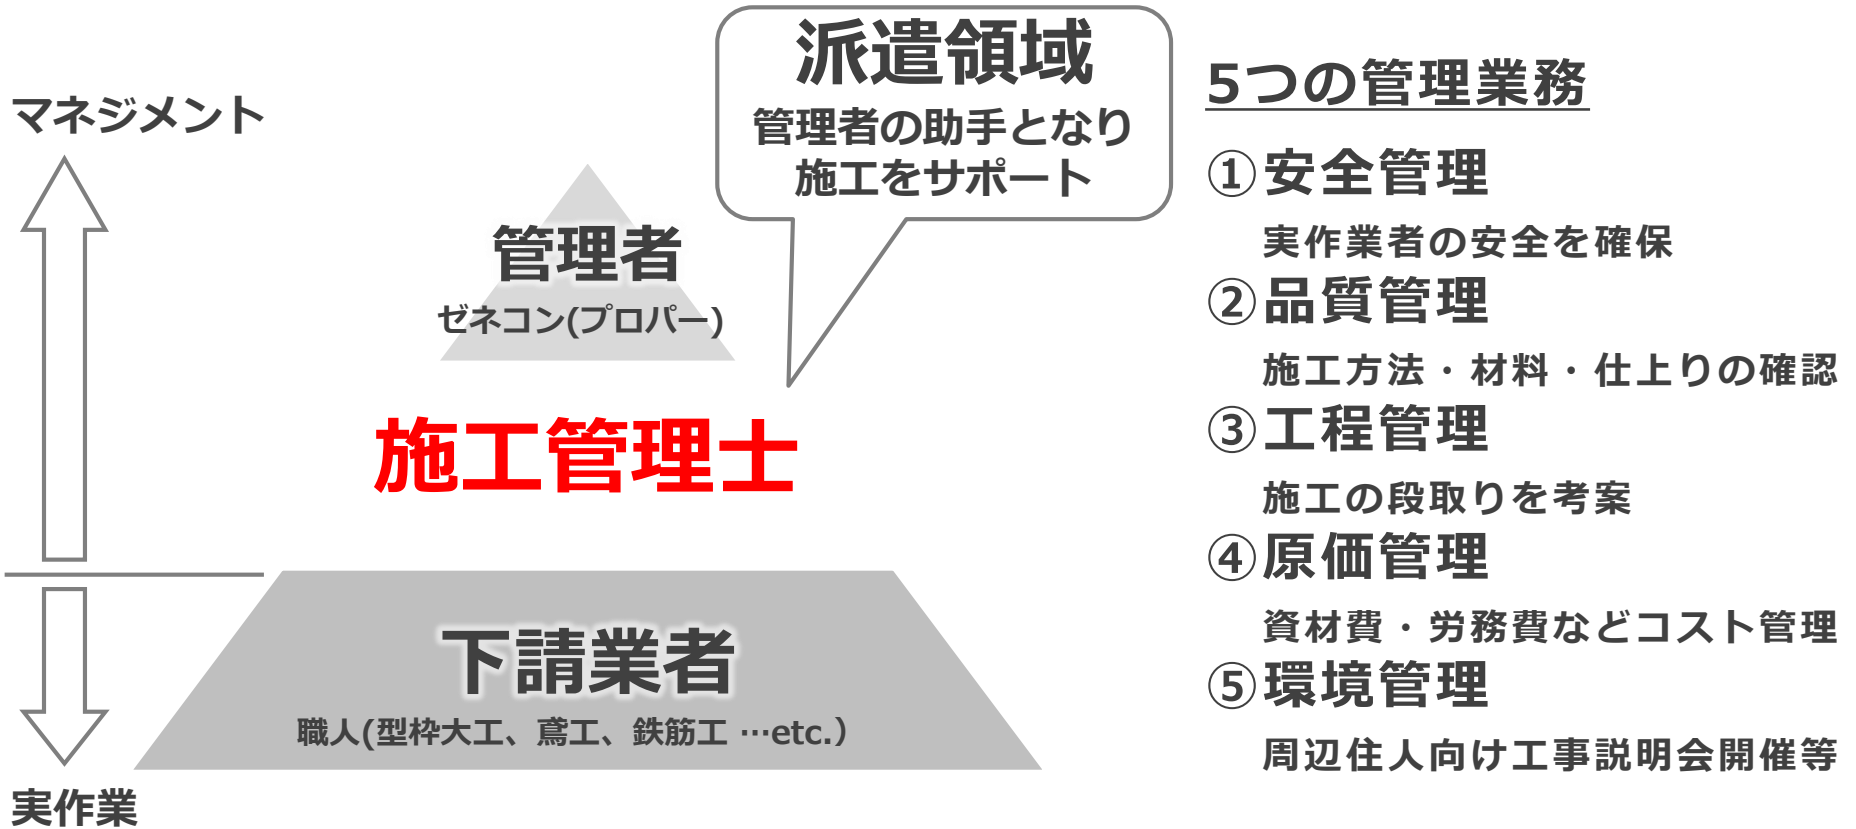 マネジメント
派遣領域
管理者の助手となり
施工をサポート
管理者
ゼネコン(プロパー)
施工管理士
下請業者
職人(型枠大工、鳶工、鉄筋工 …etc.)
実作業
5つの管理業務
①安全管理
実作業者の安全を確保
②品質管理
施工方法・材料・仕上りの確認
③工程管理
施工の段取りを考案
④原価管理
資材費・労務費などコスト管理
⑤環境管理
周辺住人向け工事説明会開催等